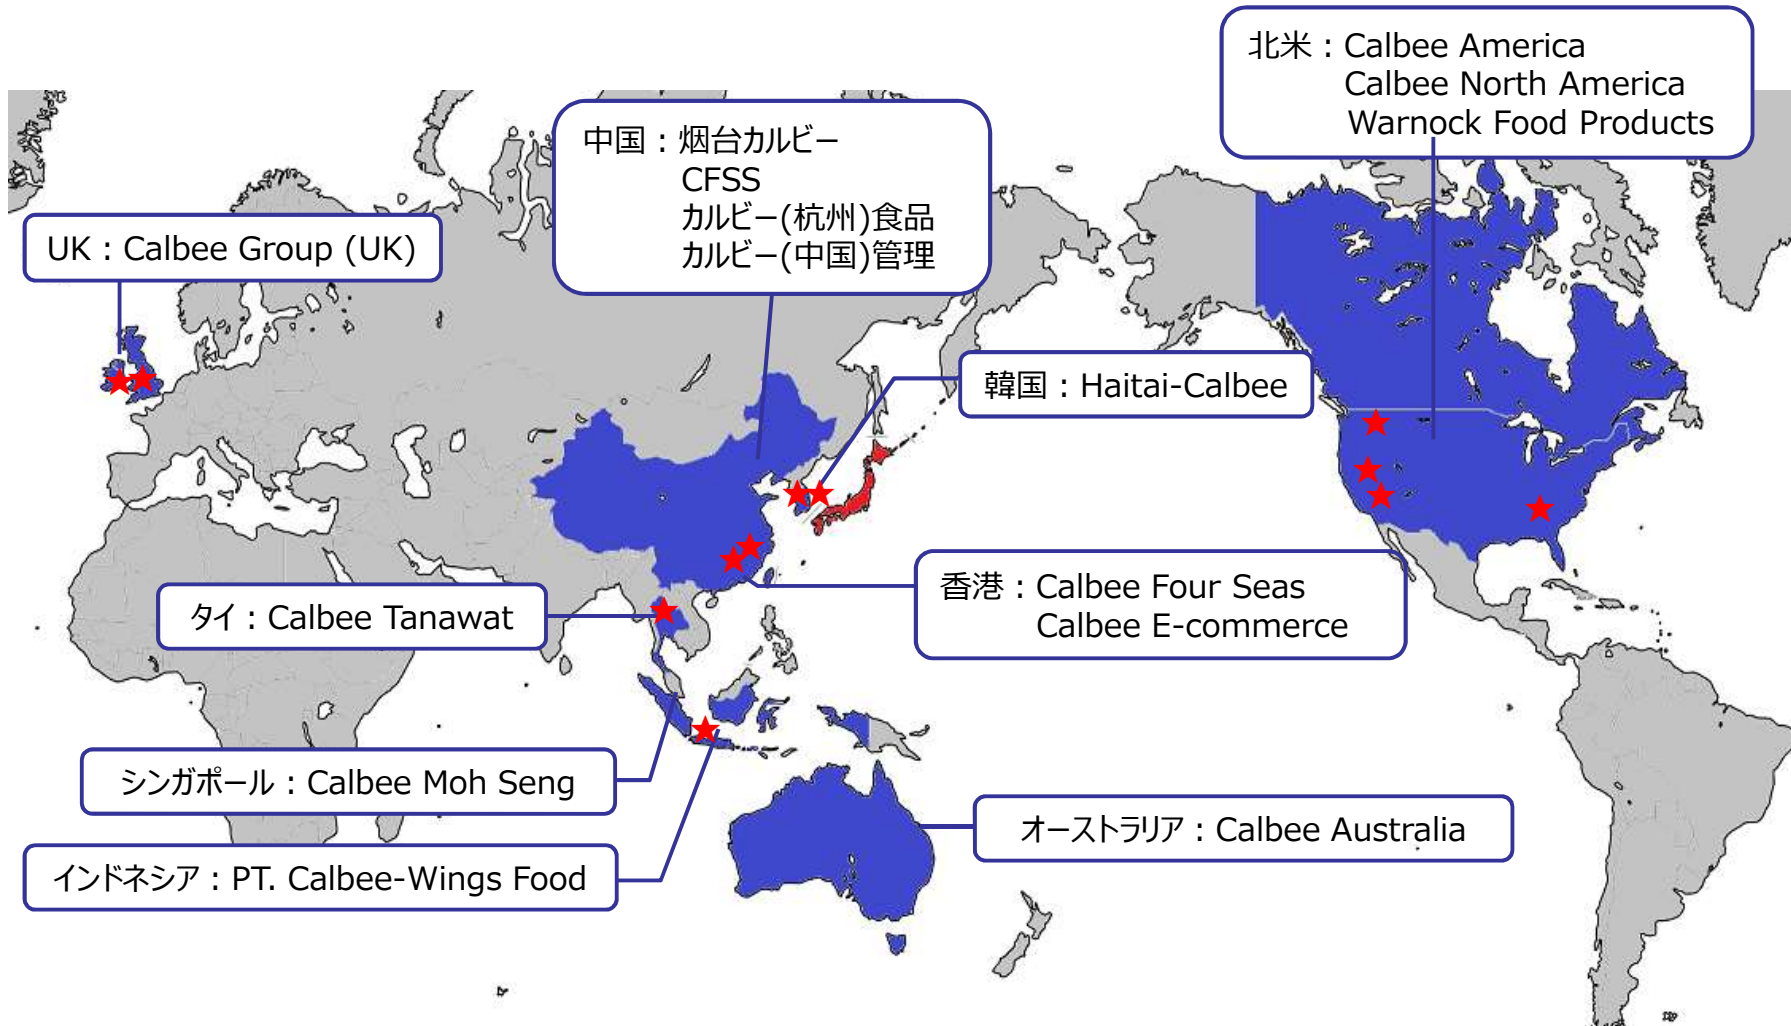 北米：Calbee America
Calbee North America
Warnock Food Products
中国：烟台カルビー
CFSS
カルビー(杭州)食品
カルビー(中国)管理
UK：Calbee Group (UK)
韓国：Haitai-Calbee
香港：Calbee Four Seas
Calbee E-commerce
タイ：Calbee Tanawat
シンガポール：Calbee Moh Seng
オーストラリア：Calbee Australia
インドネシア：PT. Calbee-Wings Food